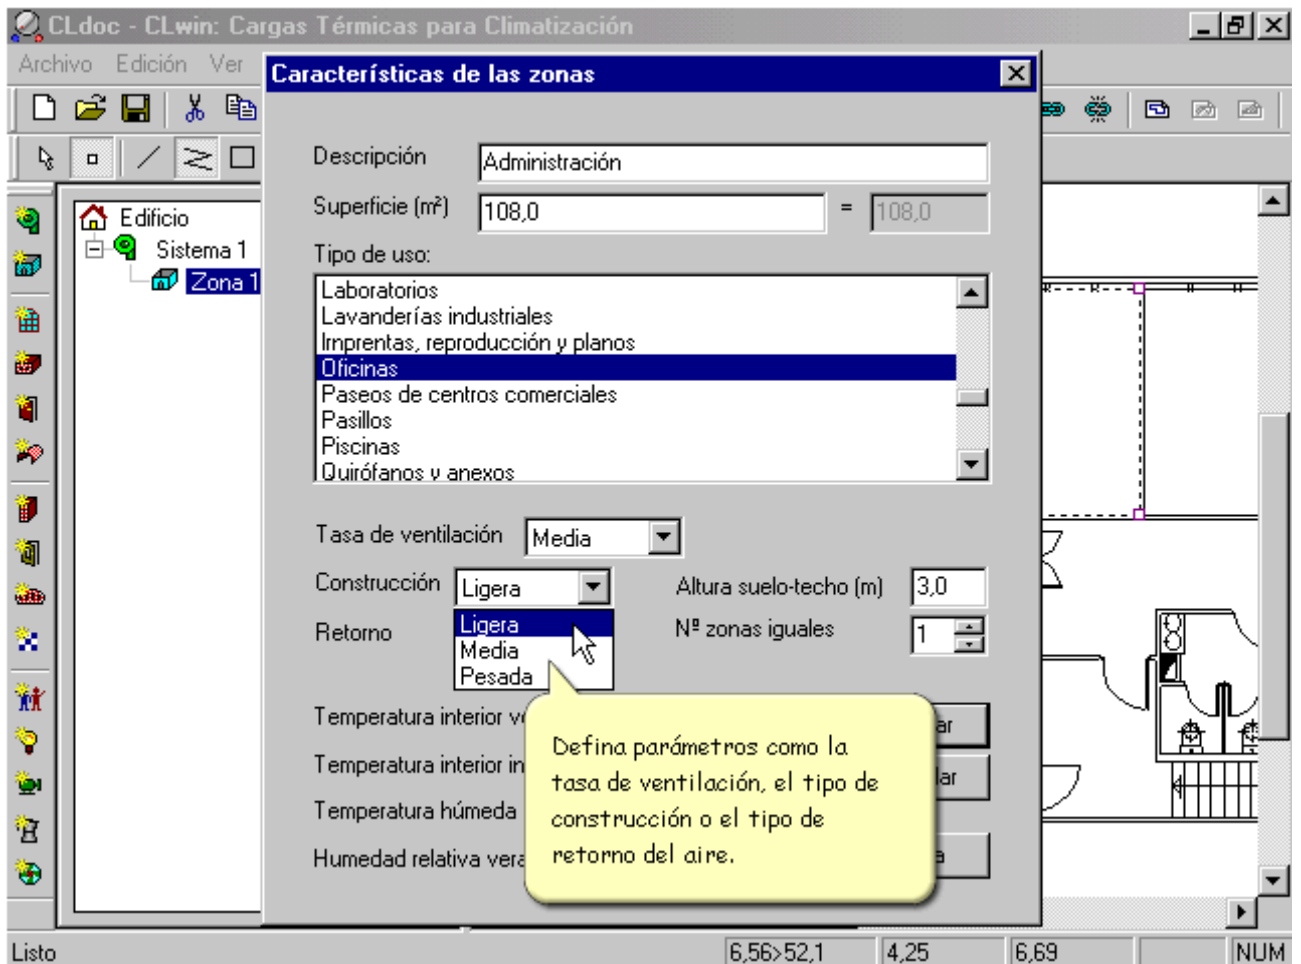 CLdoc - CLwin: Cargas Térmicas para Climatización
Archivo Edición Ver
Características de las zonas
Descripción Administración
Superficie (m²) 108,0 = 108,0
Edificio
Sistema 1
Zona 1
Tipo de uso:
Laboratorios
Lavanderías industriales
Imprentas, reproducción y planos
Oficinas
Paseos de centros comerciales
Pasillos
Piscinas
Quirófanos y anexos
Tasa de ventilación Media
Construcción Ligera Altura suelo-techo (m) 3,0
Retorno Nº zonas iguales 1
Ligera
Media
Pesada
Temperatura interior
Temperatura interior
Temperatura húmeda
Humedad relativa
Defina parámetros como la
tasa de ventilación, el tipo de
construcción o el tipo de
retorno del aire.
Listo 6,56>52,1 4,25 6,69 NUM